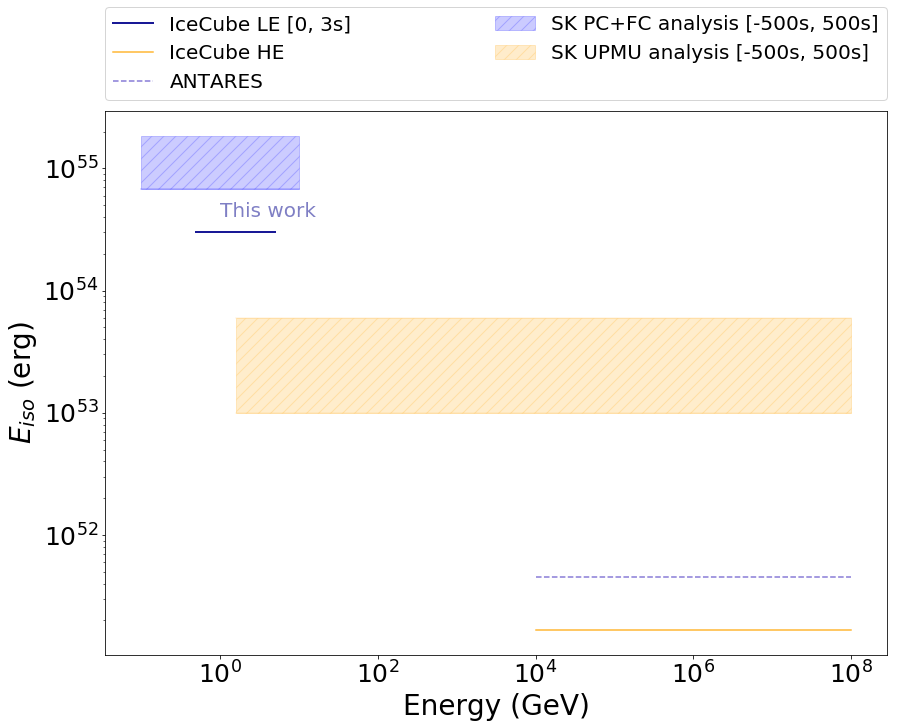 IceCube LE [0, 3s]
IceCube HE
ANTARES
SK PC+FC analysis [-500s, 500s]
SK UPMU analysis [-500s, 500s]
10^55
This work
10^54
10^53
10^52
E_iso (erg)
10^0 10^2 10^4 10^6 10^8
Energy (GeV)